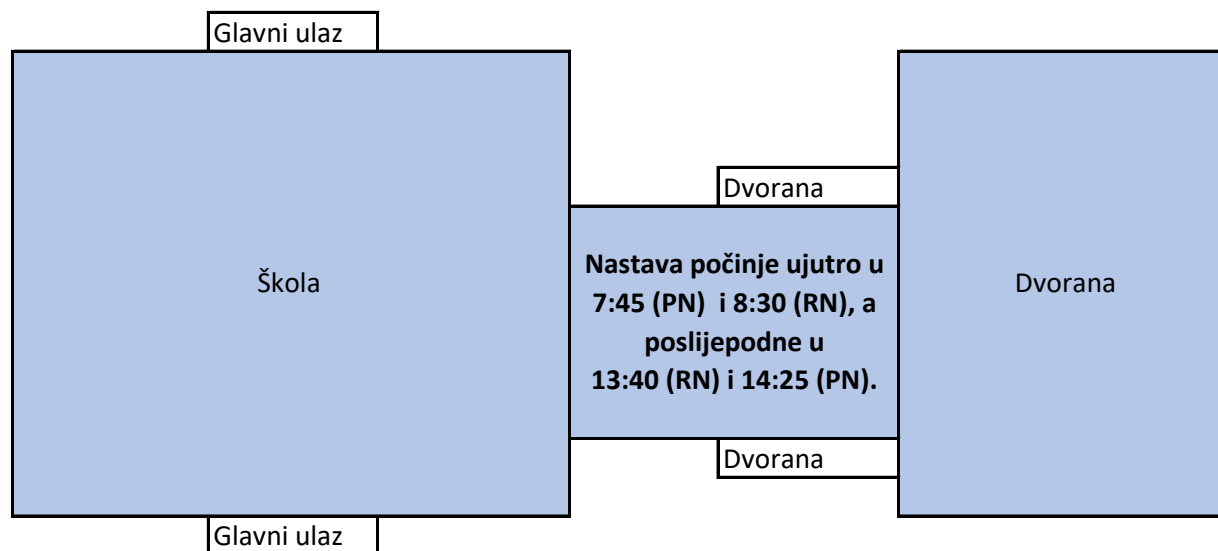 Glavni ulaz
Dvorana
Škola
Nastava počinje ujutro u
7:45 (PN)  i 8:30 (RN), a
poslijepodne u
13:40 (RN) i 14:25 (PN).
Dvorana
Dvorana
Glavni ulaz